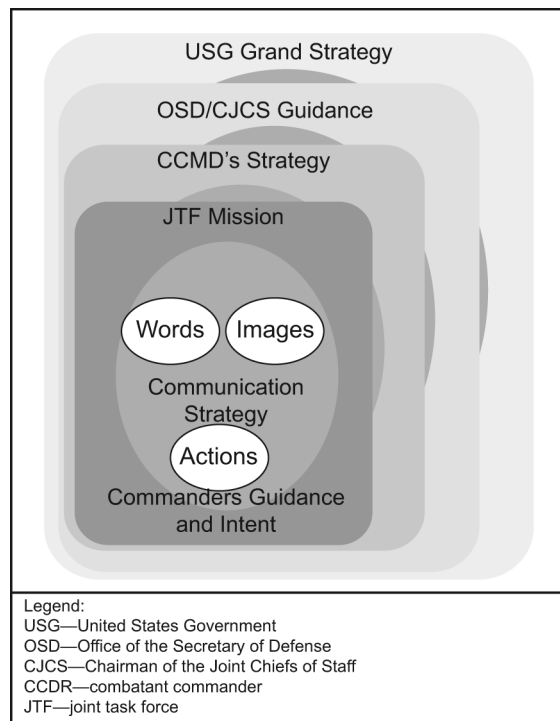 USG Grand Strategy
OSD/CJCS Guidance
CCMD's Strategy
JTF Mission
Words
Images
Communication
Strategy
Actions
Commanders Guidance
and Intent
Legend:
USG—United States Government
OSD—Office of the Secretary of Defense
CJCS—Chairman of the Joint Chiefs of Staff
CCDR—combatant commander
JTF—joint task force